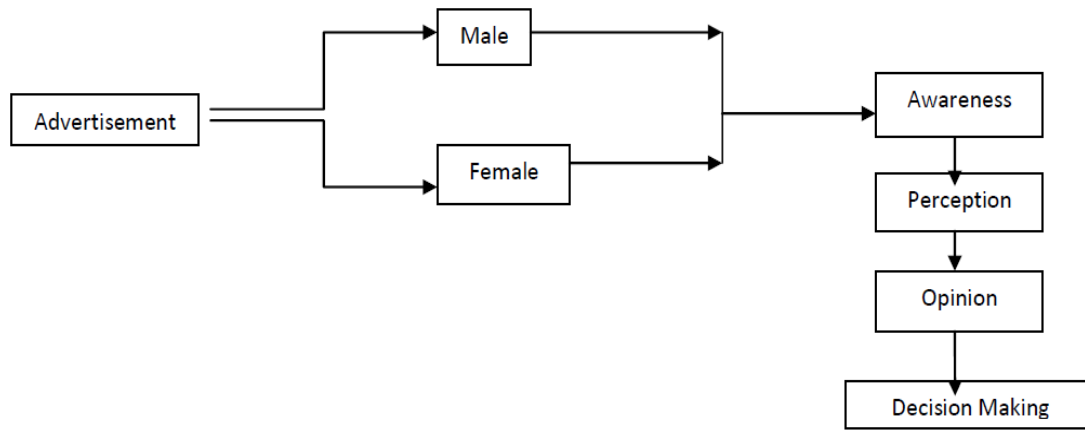 Male
Advertisement
Awareness
Female
Perception
Opinion
Decision Making